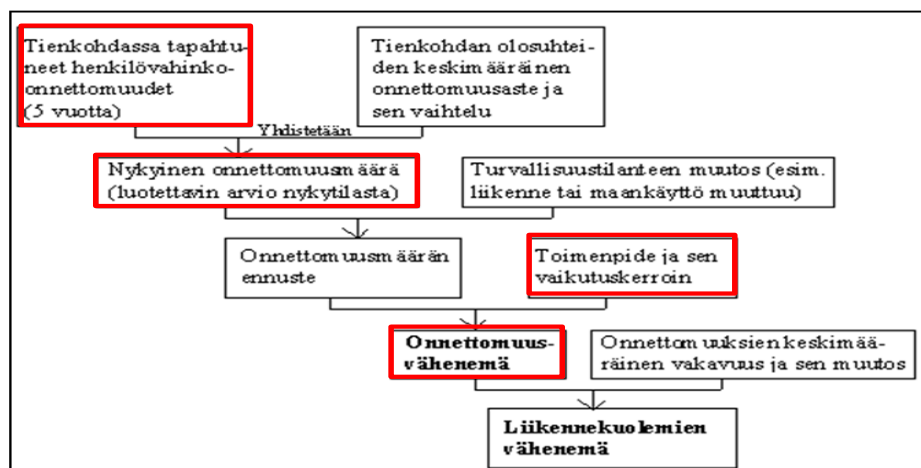 Tienkohdassa tapahtu-
neet henkilövahinko-
onnettomuudet
(5 vuotta)
Tienkohdan olosuhtei-
den keskimääräinen
onnettomuusaste ja
sen vaihtelu
Yhdistetään
Nykyinen onnettomuusmäärä
(luotettavin arvio nykytilasta)
Turvallisuustilanteen muutos (esim.
liikenne tai maankäyttö muuttuu)
Onnettomuusmäärän
ennuste
Toimenpide ja sen
vaikutuskerroin
Onnettomuus-
vähenemä
Onnettomuuksien keskimää-
räinen vakavuus ja sen muutos
Liikennekuolemien
vähenemä